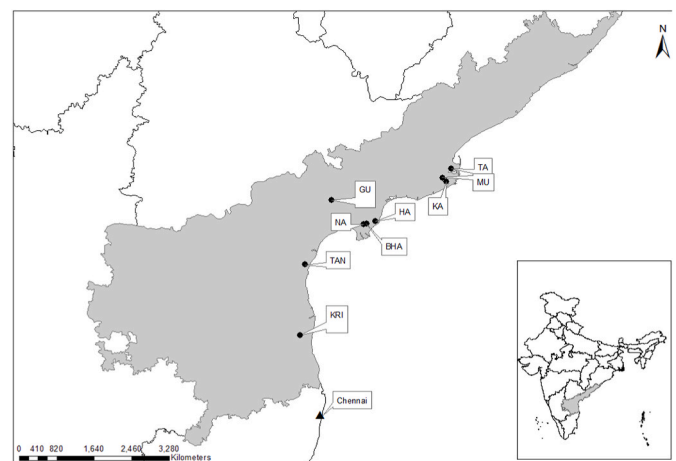 N
TA
MU
GU
KA
HA
NA
BHA
TAN
KRI
Chennai
0 410 820 1,640 2,460 3,280
Kilometers